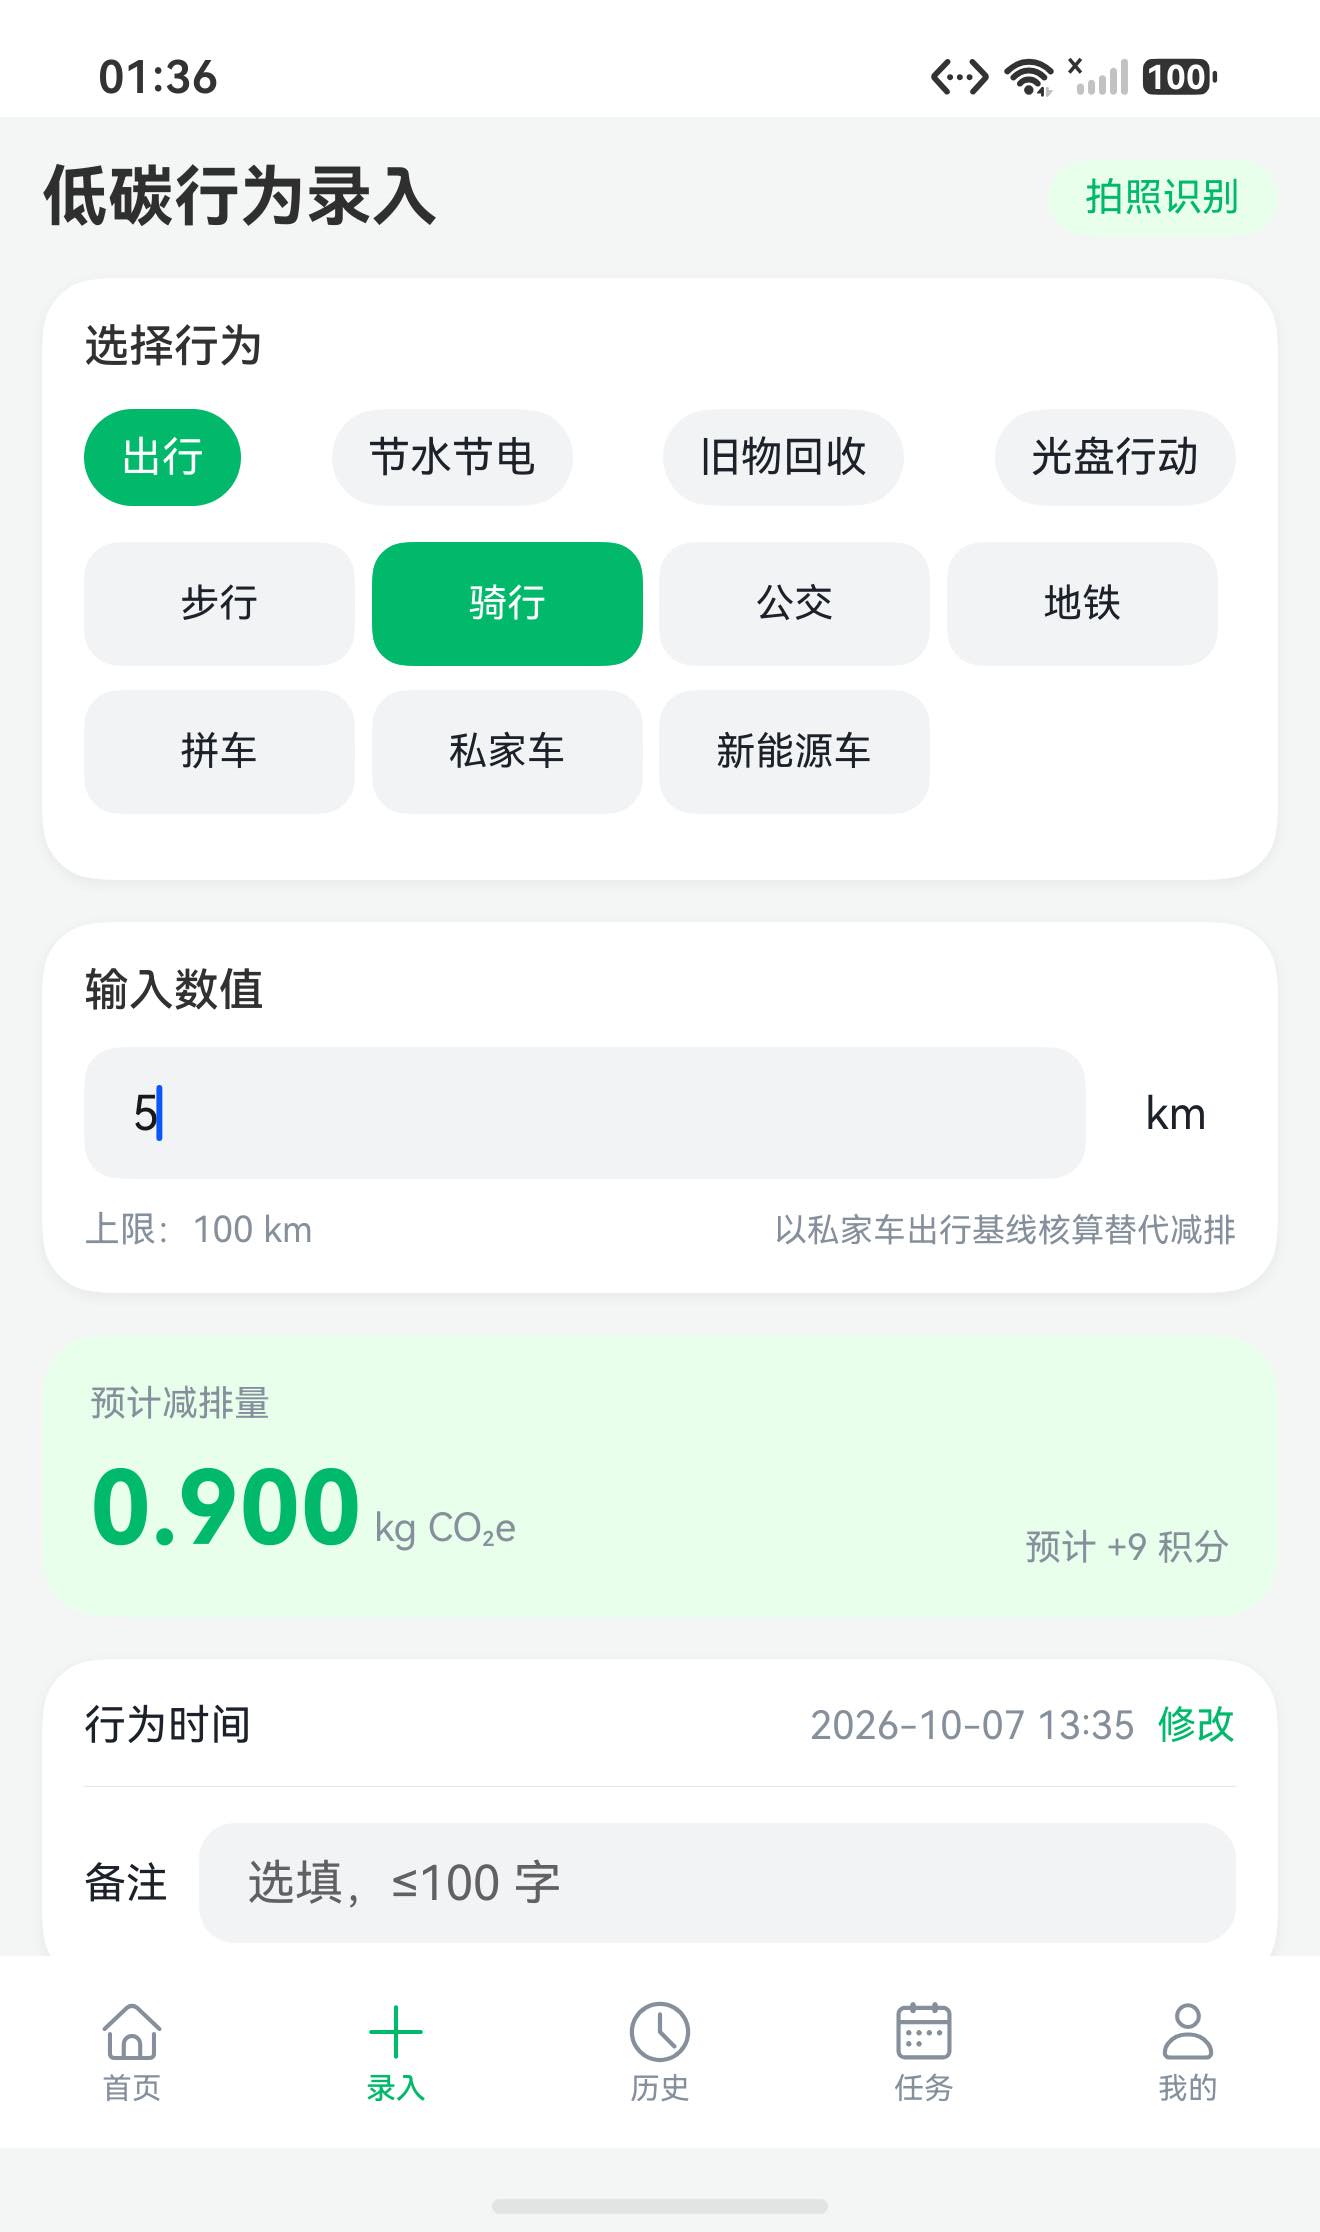 01:36
100
低碳行为录入
拍照识别
选择行为
出行 节水节电 旧物回收 光盘行动
步行 骑行 公交 地铁
拼车 私家车 新能源车
输入数值
5 km
上限：100 km 以私家车出行基线核算替代减排
预计减排量
0.900 kg CO₂e
预计 +9 积分
行为时间 2026-10-07 13:35 修改
备注 选填，≤100 字
首页 录入 历史 任务 我的